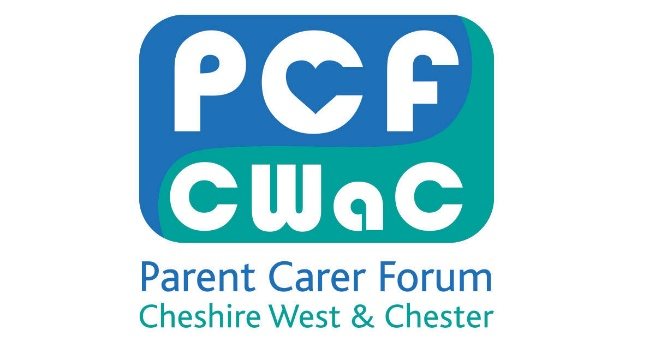 PCF
CWaC
Parent Carer Forum
Cheshire West & Chester